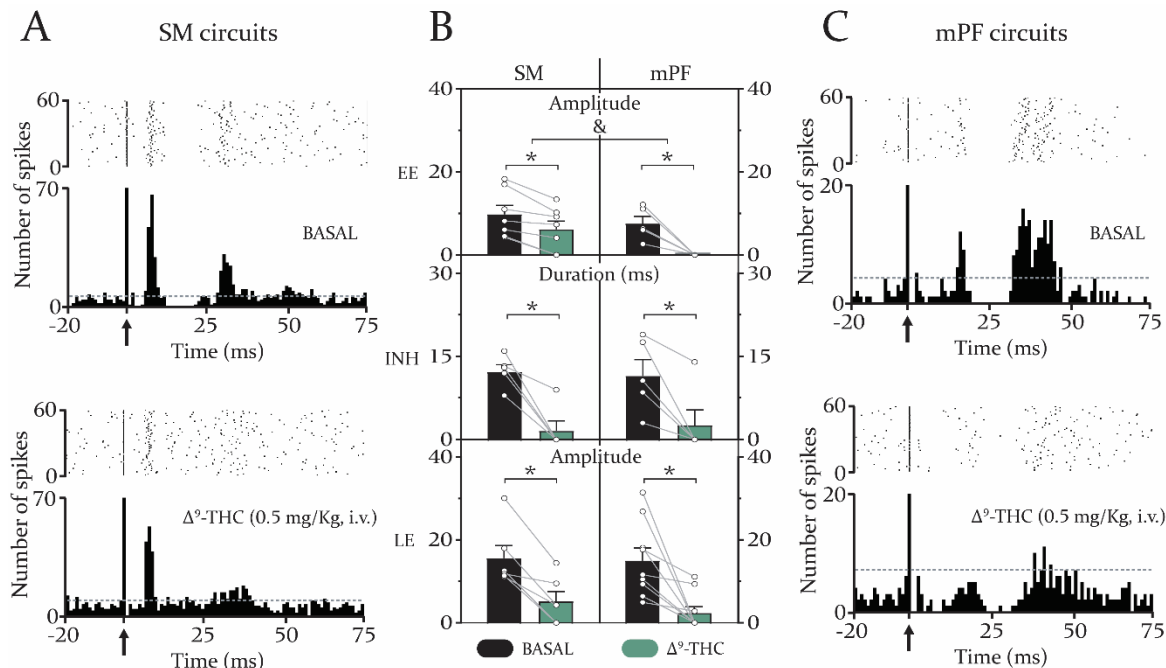 A
SM circuits
60
0
Number of spikes
70
0
BASAL
-20
25
50
75
Time (ms)
60
0
Number of spikes
70
0
Δ⁹-THC (0.5 mg/Kg, i.v.)
-20
25
50
75
Time (ms)
B
SM
mPF
40
40
Amplitude
&
*
*
EE
20
20
0
0
30
30
Duration (ms)
*
*
INH
15
15
0
0
40
40
Amplitude
*
*
LE
20
20
0
0
BASAL
Δ⁹-THC
C
mPF circuits
60
0
Number of spikes
20
0
BASAL
-20
25
50
75
Time (ms)
60
0
Number of spikes
20
0
Δ⁹-THC (0.5 mg/Kg, i.v.)
-20
25
50
75
Time (ms)